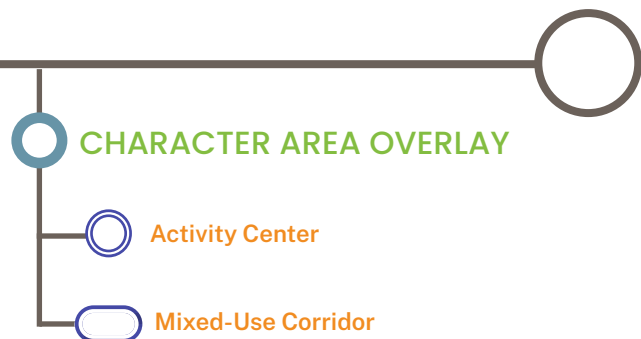 CHARACTER AREA OVERLAY
Activity Center
Mixed-Use Corridor